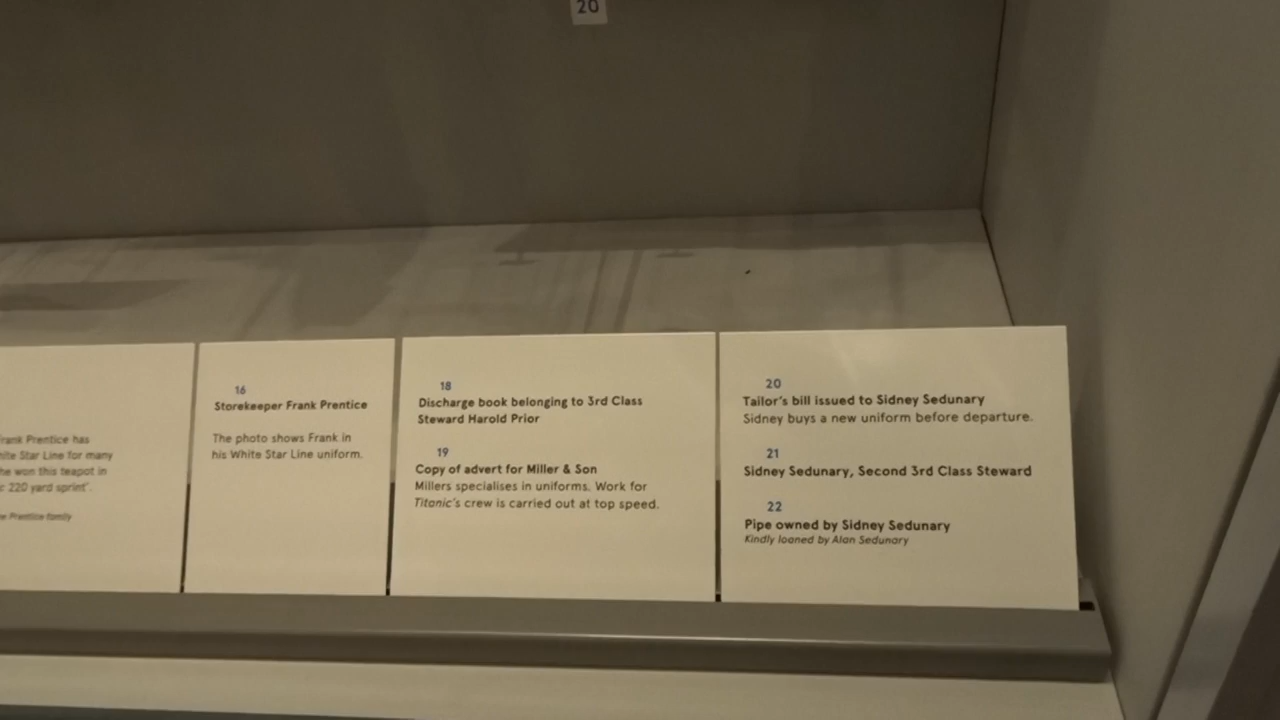 20
Frank Prentice has
White Star Line for many
he won this teapot in
220 yard sprint'.
Prentice family
16
Storekeeper Frank Prentice
The photo shows Frank in
his White Star Line uniform.
18
Discharge book belonging to 3rd Class
Steward Harold Prior
19
Copy of advert for Miller & Son
Millers specialises in uniforms. Work for
Titanic's crew is carried out at top speed.
20
Tailor's bill issued to Sidney Sedunary
Sidney buys a new uniform before departure.
21
Sidney Sedunary, Second 3rd Class Steward
22
Pipe owned by Sidney Sedunary
Kindly loaned by Alan Sedunary